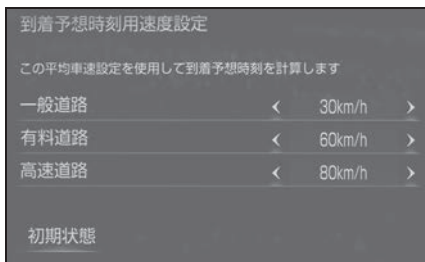 到着予想時刻用速度設定
この平均車速設定を使用して到着予想時刻を計算します
一般道路 < 30km/h >
有料道路 < 60km/h >
高速道路 < 80km/h >
初期状態